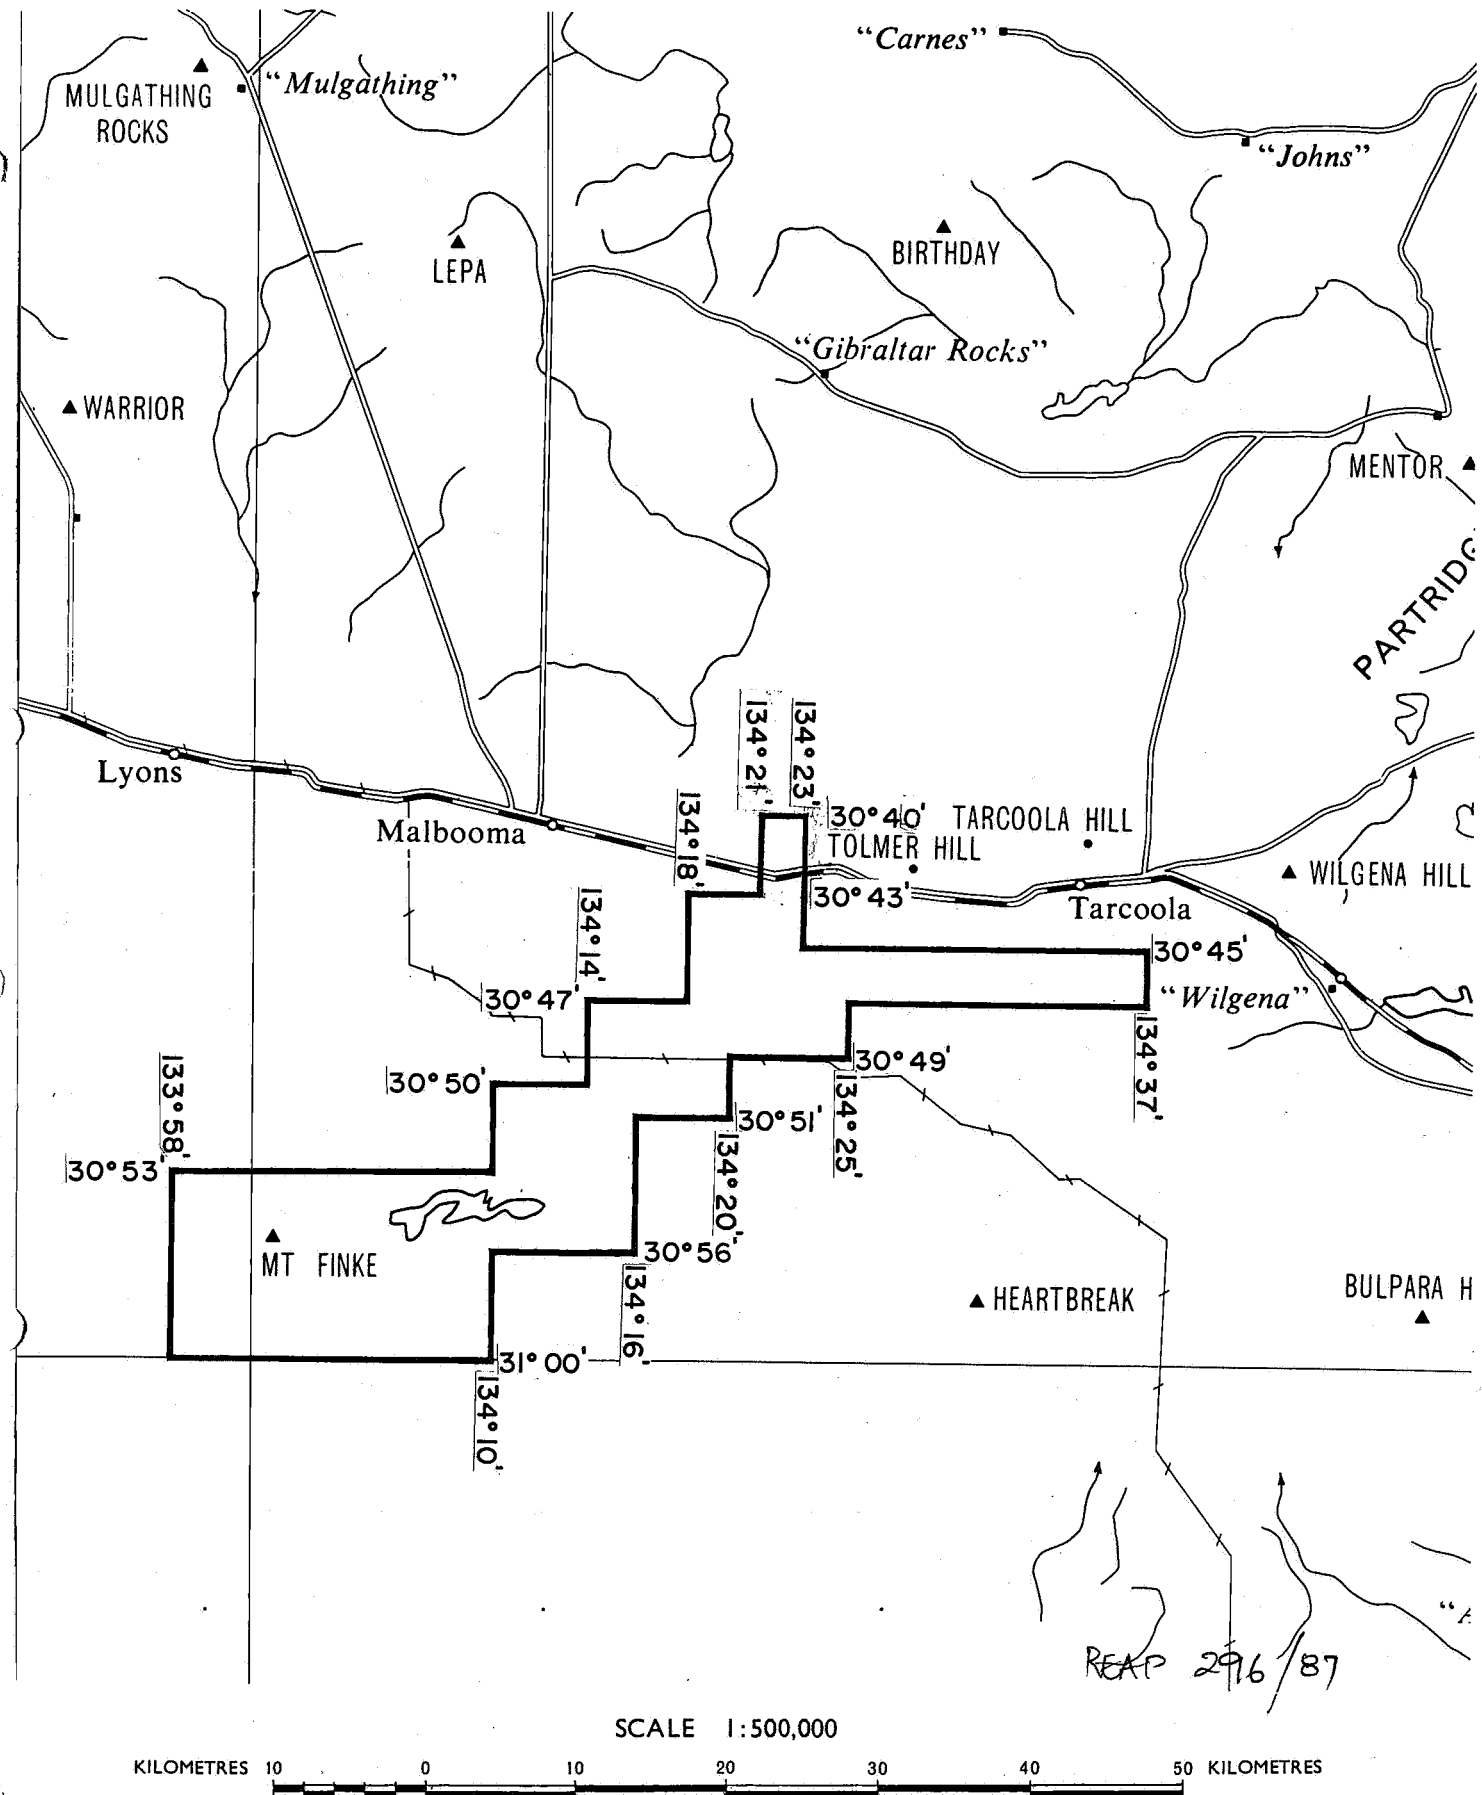 "Carnes"
"Mulgathing"
MULGATHING
ROCKS
"Johns"
BIRTHDAY
LEPA
"Gibraltar Rocks"
WARRIOR
MENTOR
PARTRIDG
134°21'
134°23'
Lyons
134°18'
30°40'
TARCOOLA HILL
Malbooma
TOLMER HILL
WILGENA HILL
30°43'
Tarcoola
134°14'
30°45'
30°47'
"Wilgena"
134°37'
30°49'
133°58'
30°50'
134°25'
30°51'
134°20'
30°53'
30°56'
MT FINKE
134°16'
HEARTBREAK
BULPARA H
31°00'
134°10'
REAP 296/87
SCALE 1:500,000
KILOMETRES 10 0 10 20 30 40 50 KILOMETRES